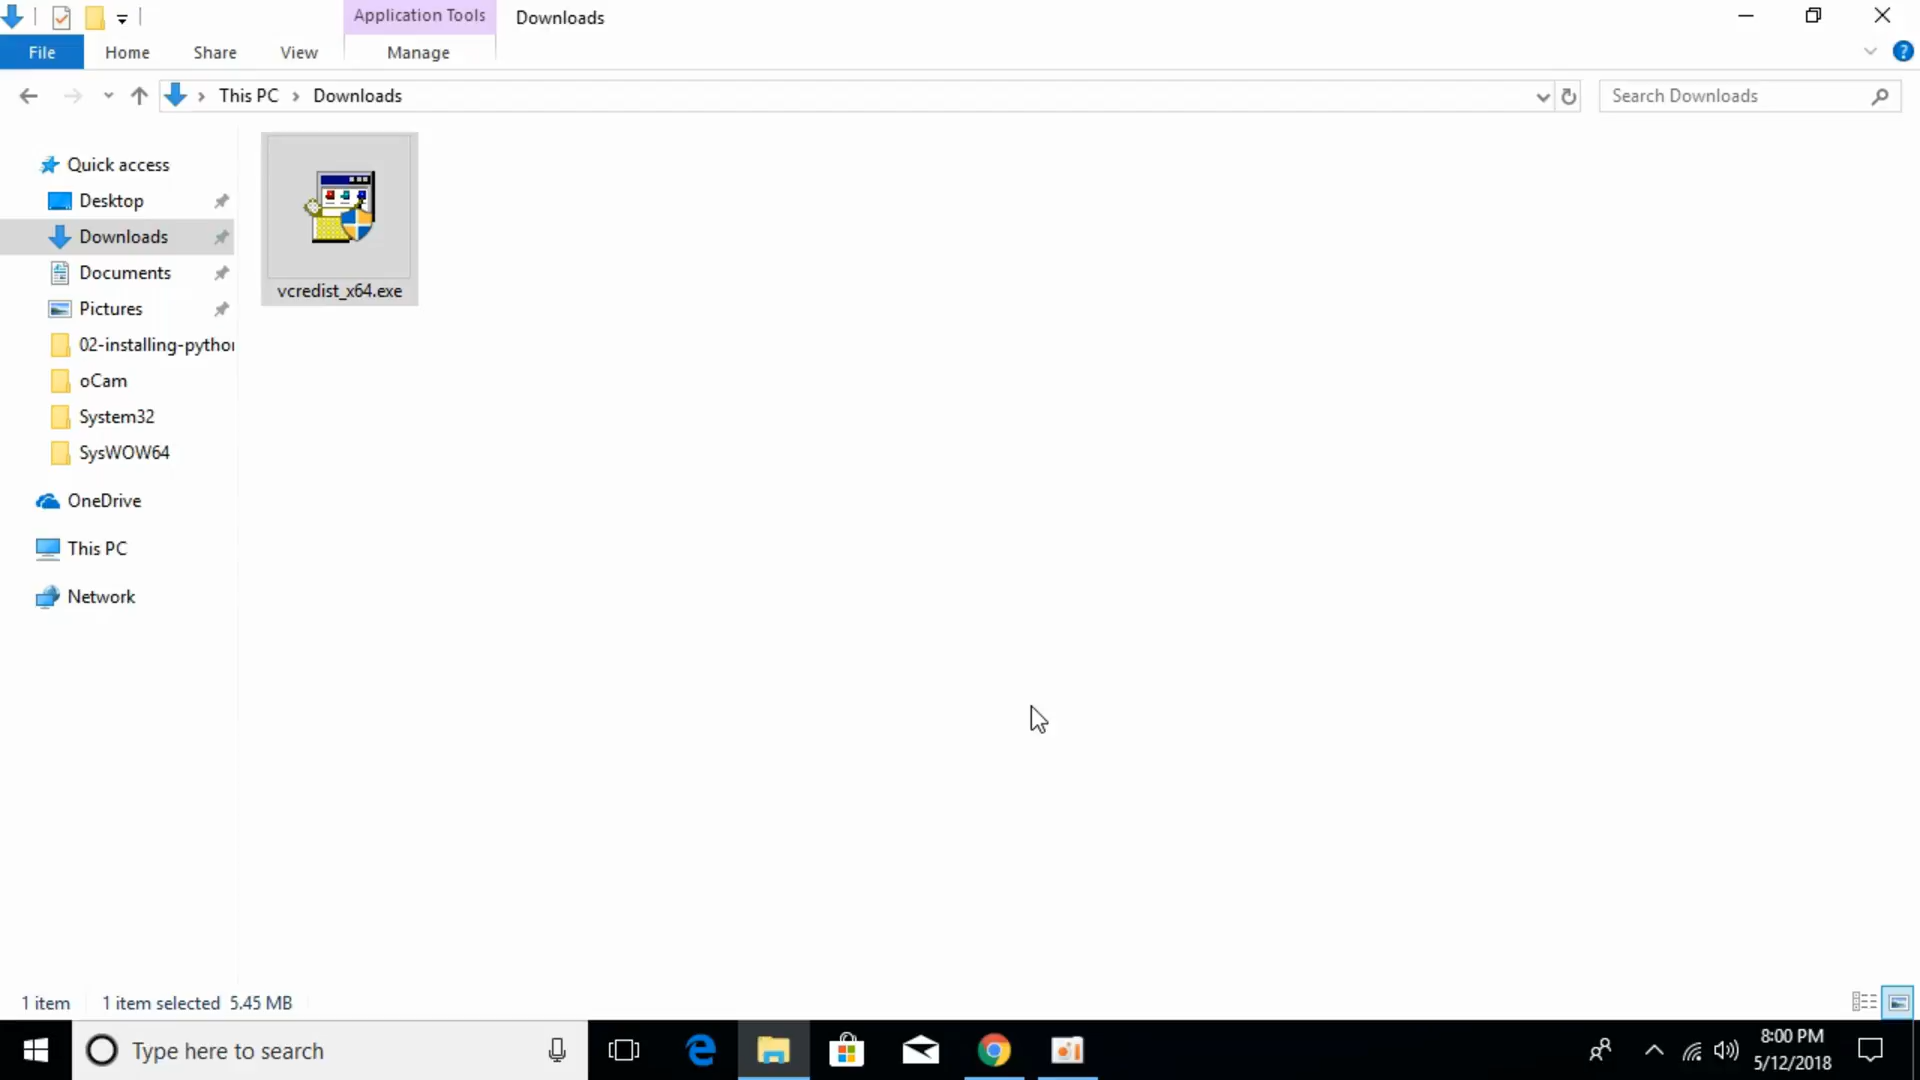 Application Tools
Downloads
File
Home
Share
View
Manage
This PC
Downloads
Search Downloads
Quick access
Desktop
Downloads
Documents
Pictures
02-installing-pythor
oCam
System32
SysWOW64
OneDrive
This PC
Network
vcredist_x64.exe
1 item
1 item selected 5.45 MB
Type here to search
8:00 PM
5/12/2018